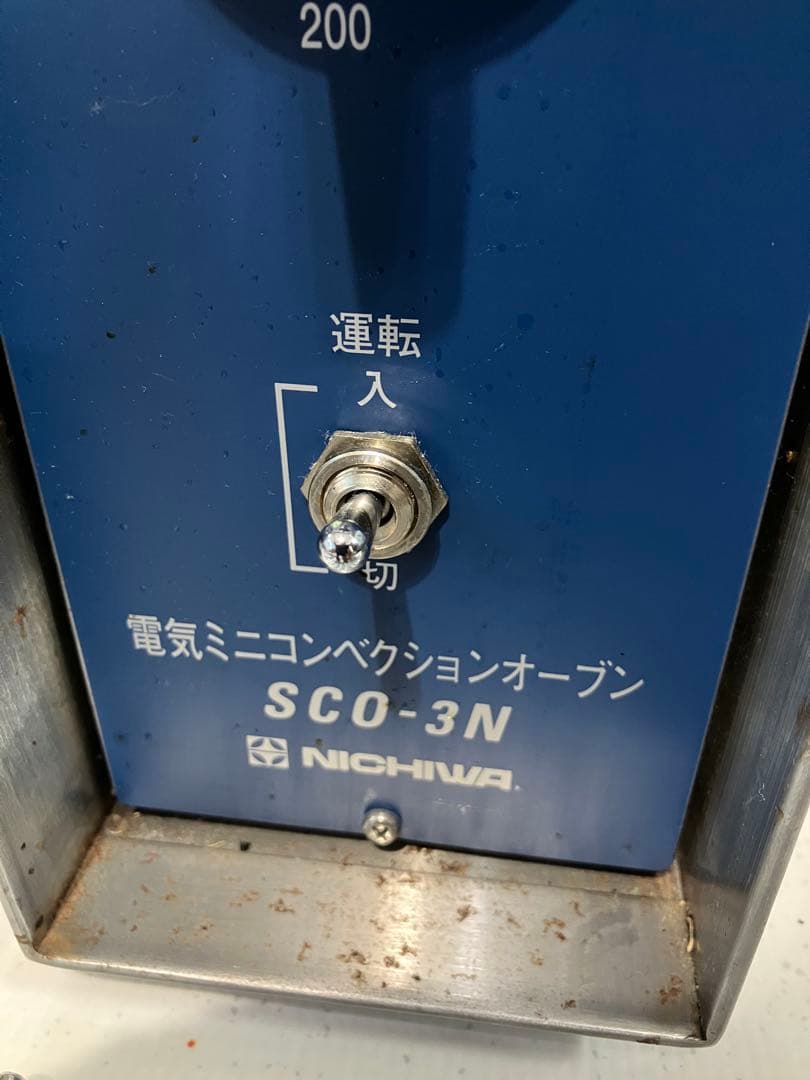 200
運転
入
切
電気ミニコンベクションオーブン
SCO-3N
NICHIWA